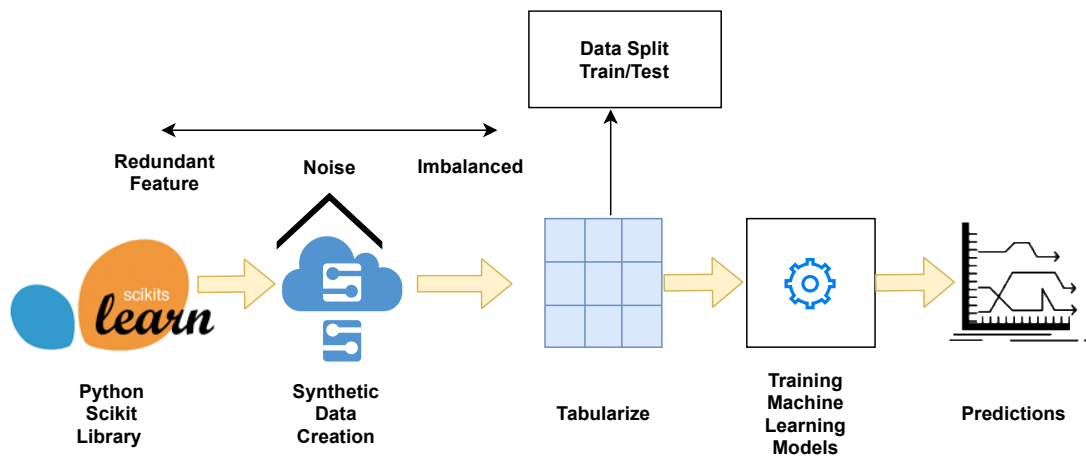 Data Split
Train/Test
Redundant
Feature
Noise
Imbalanced
scikits
learn
Python
Scikit
Library
Synthetic
Data
Creation
Tabularize
Training
Machine
Learning
Models
Predictions